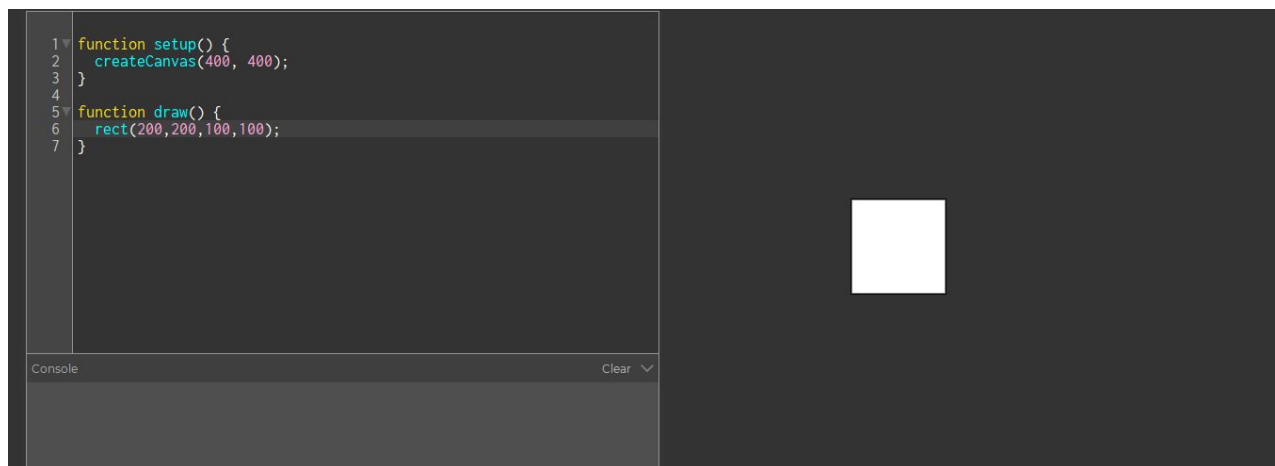 1 function setup() {
2 createCanvas(400, 400);
3 }
4
5 function draw() {
6 rect(200,200,100,100);
7 }
Console Clear